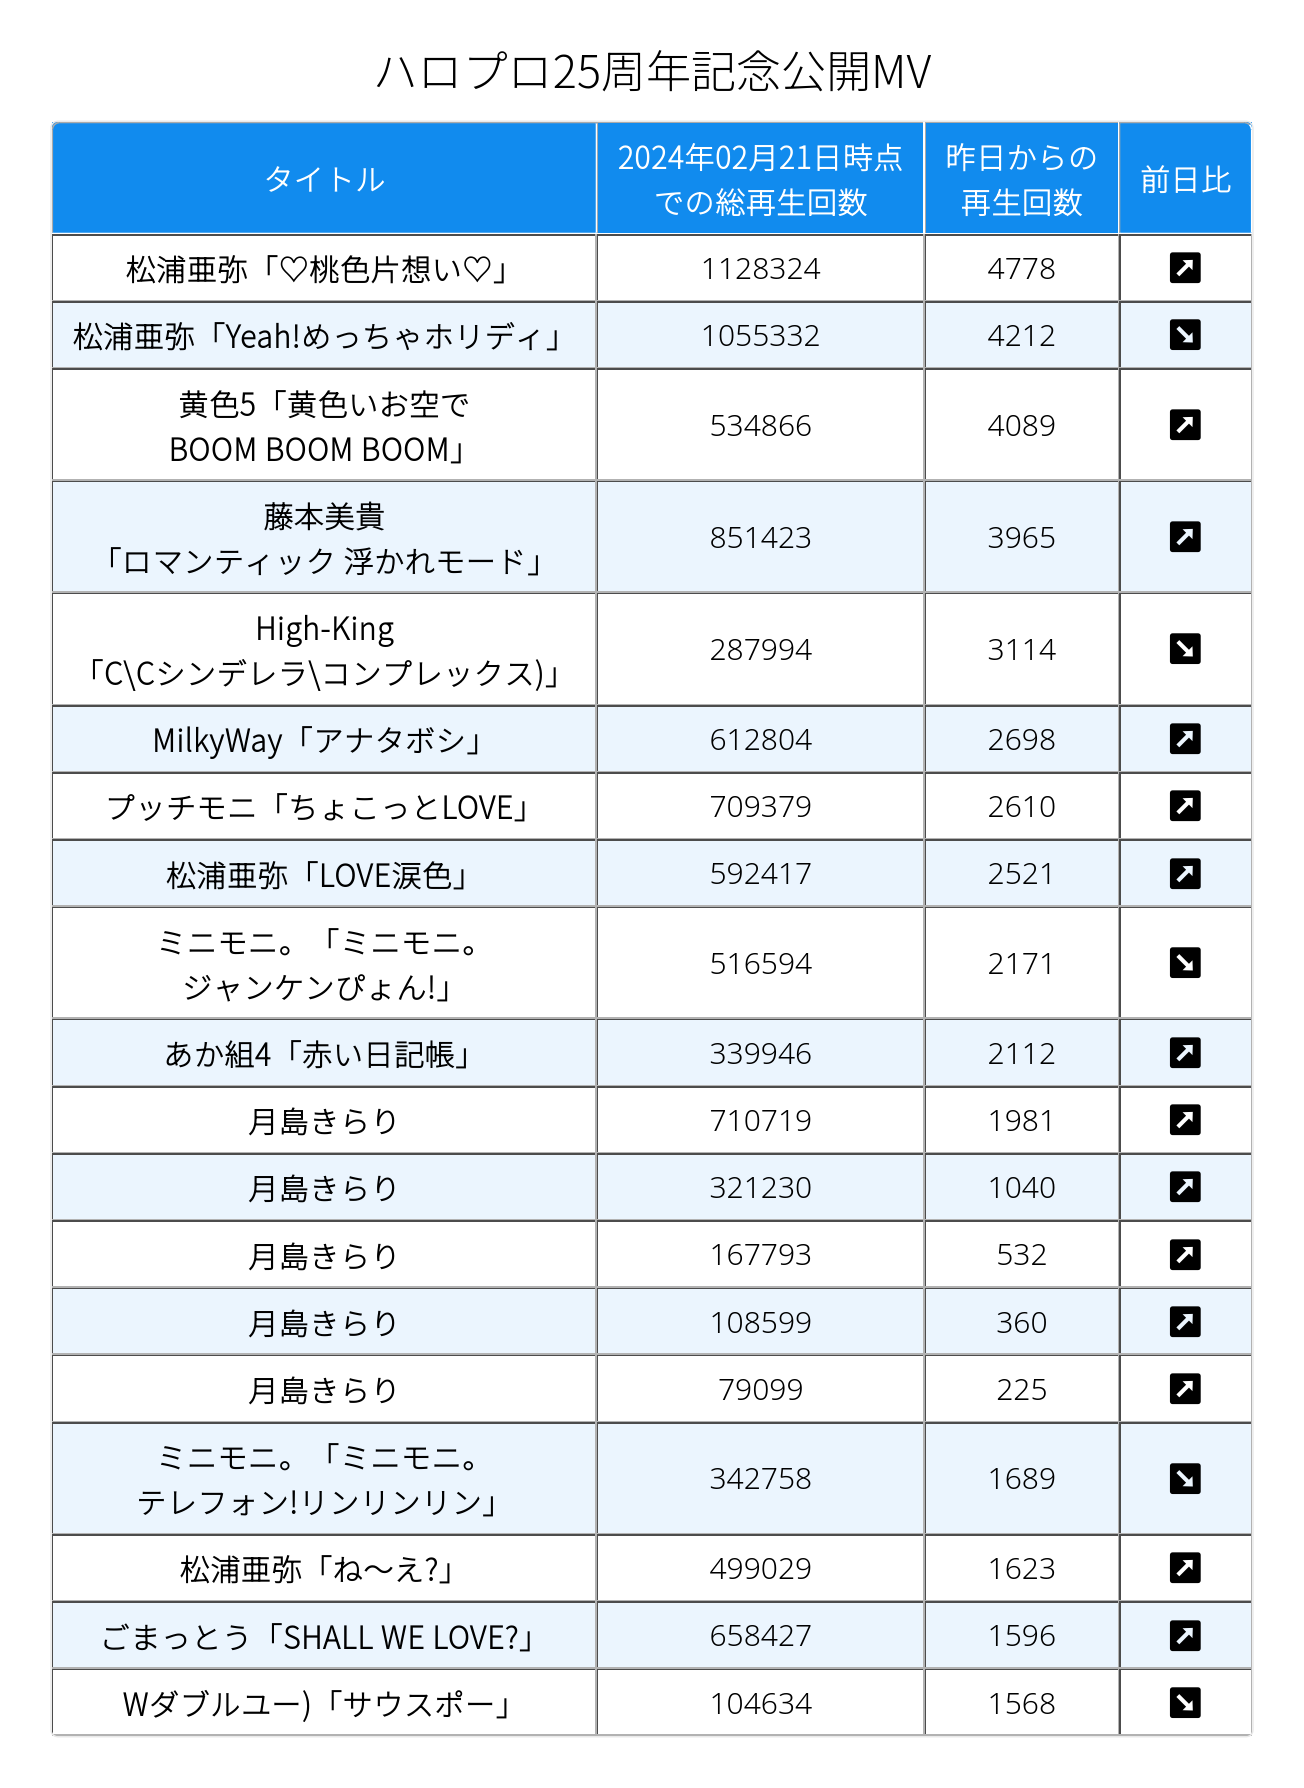 ハロプロ25周年記念公開MV
タイトル
2024年02月21日時点
での総再生回数
昨日からの
再生回数
前日比
松浦亜弥「♡桃色片想い♡」
1128324
4778
松浦亜弥「Yeah!めっちゃホリディ」
1055332
4212
黄色5「黄色いお空で
BOOM BOOM BOOM」
534866
4089
藤本美貴
「ロマンティック 浮かれモード」
851423
3965
High-King
「C\Cシンデレラ\コンプレックス)」
287994
3114
MilkyWay「アナタボシ」
612804
2698
プッチモニ「ちょこっとLOVE」
709379
2610
松浦亜弥「LOVE涙色」
592417
2521
ミニモニ。「ミニモニ。
ジャンケンぴょん!」
516594
2171
あか組4「赤い日記帳」
339946
2112
月島きらり
710719
1981
月島きらり
321230
1040
月島きらり
167793
532
月島きらり
108599
360
月島きらり
79099
225
ミニモニ。「ミニモニ。
テレフォン!リンリンリン」
342758
1689
松浦亜弥「ね〜え?」
499029
1623
ごまっとう「SHALL WE LOVE?」
658427
1596
Wダブルユー)「サウスポー」
104634
1568